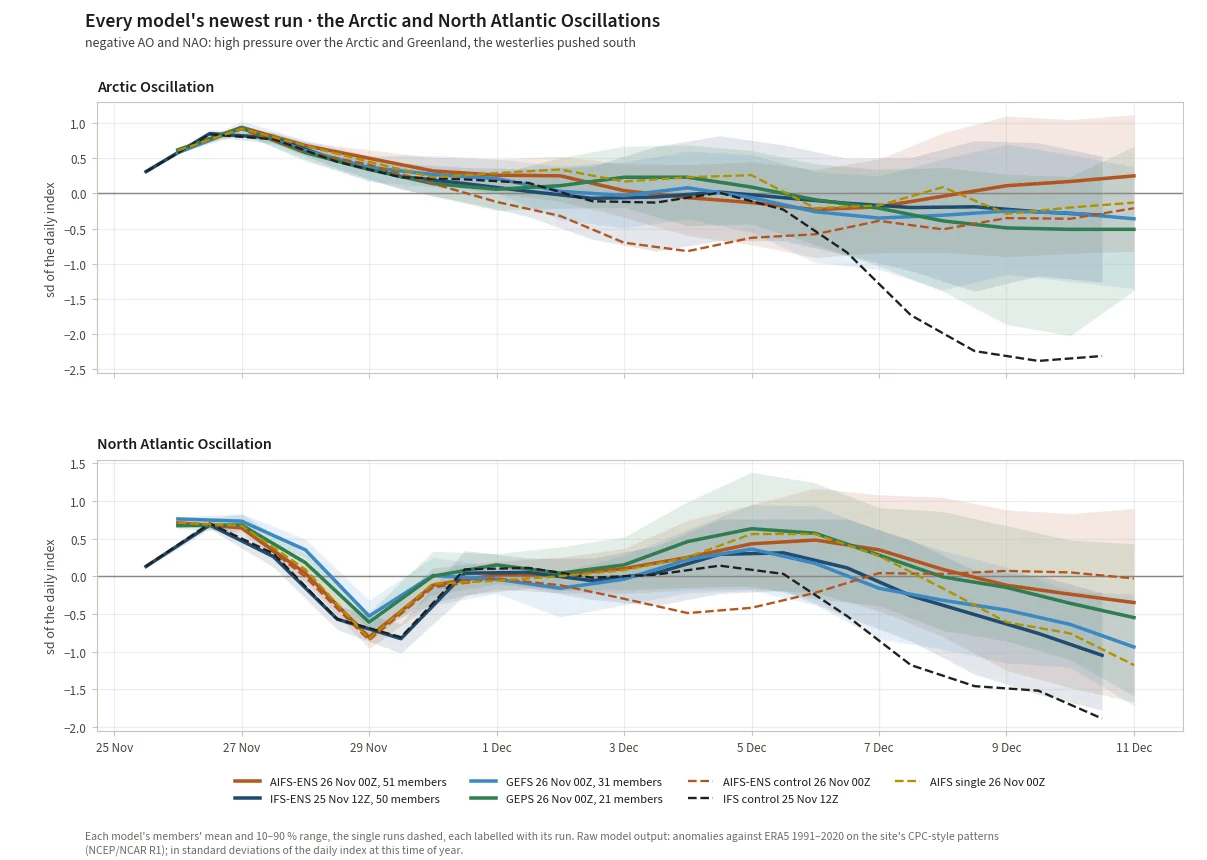 Every model's newest run · the Arctic and North Atlantic Oscillations
negative AO and NAO: high pressure over the Arctic and Greenland, the westerlies pushed south
Arctic Oscillation
sd of the daily index
1.0
0.5
0.0
−0.5
−1.0
−1.5
−2.0
−2.5
North Atlantic Oscillation
sd of the daily index
1.5
1.0
0.5
0.0
−0.5
−1.0
−1.5
−2.0
25 Nov 27 Nov 29 Nov 1 Dec 3 Dec 5 Dec 7 Dec 9 Dec 11 Dec
AIFS-ENS 26 Nov 00Z, 51 members GEFS 26 Nov 00Z, 31 members AIFS-ENS control 26 Nov 00Z AIFS single 26 Nov 00Z
IFS-ENS 25 Nov 12Z, 50 members GEPS 26 Nov 00Z, 21 members IFS control 25 Nov 12Z
Each model's members' mean and 10–90 % range, the single runs dashed, each labelled with its run. Raw model output: anomalies against ERA5 1991–2020 on the site's CPC-style patterns
(NCEP/NCAR R1); in standard deviations of the daily index at this time of year.